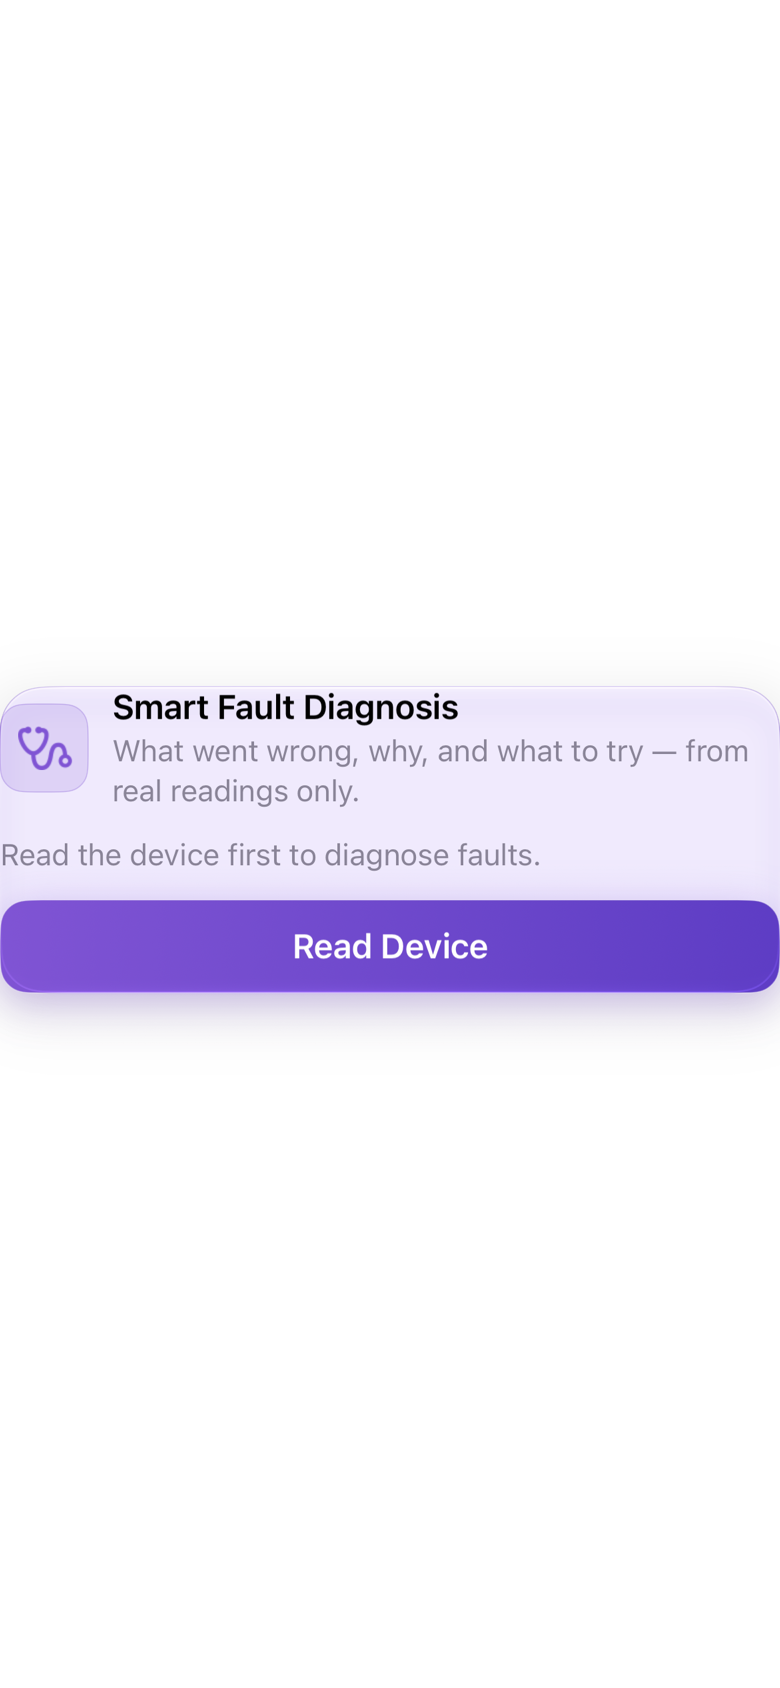 Smart Fault Diagnosis
What went wrong, why, and what to try — from
real readings only.
Read the device first to diagnose faults.
Read Device